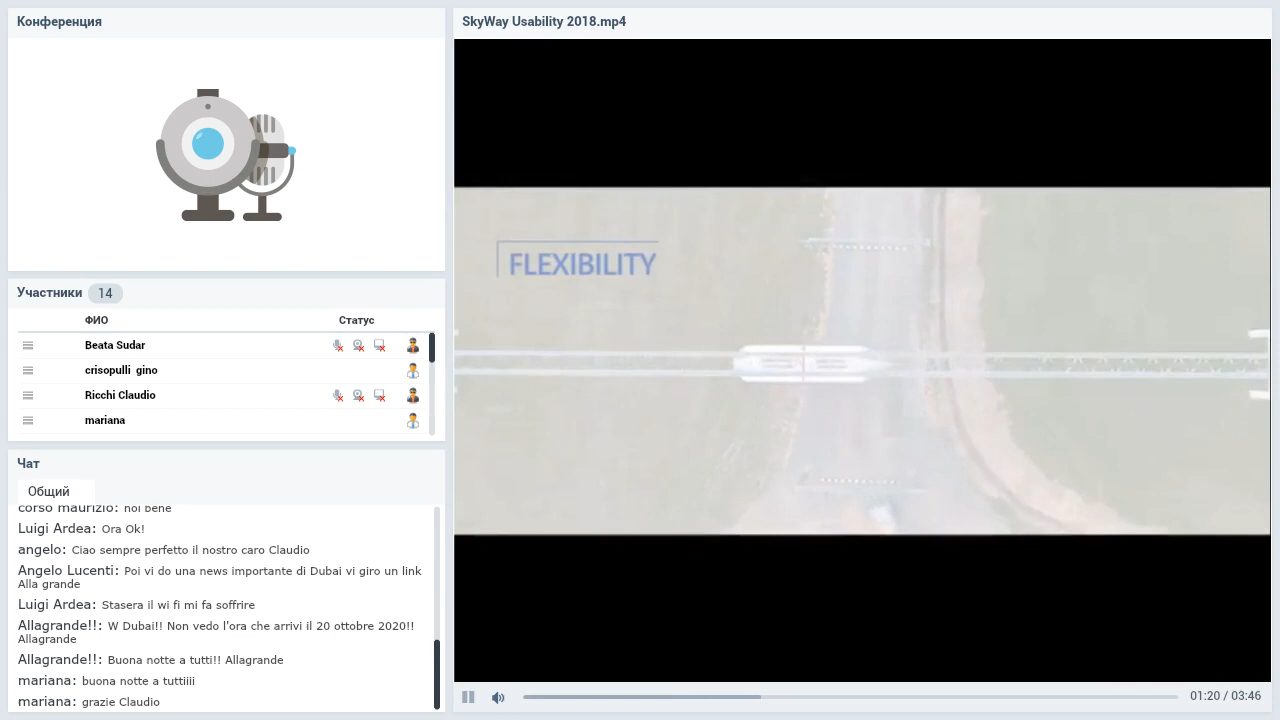 Конференция
SkyWay Usability 2018.mp4
FLEXIBILITY
Участники 14
ФИО Статус
Beata Sudar
crisopulli gino
Ricchi Claudio
mariana
Чат
Общий
corso maurizio: noi bene
Luigi Ardea: Ora Ok!
angelo: Ciao sempre perfetto il nostro caro Claudio
Angelo Lucenti: Poi vi do una news importante di Dubai vi giro un link
Alla grande
Luigi Ardea: Stasera il wi fi mi fa soffrire
Allagrande!!: W Dubai!! Non vedo l'ora che arrivi il 20 ottobre 2020!!
Allagrande
Allagrande!!: Buona notte a tutti!! Allagrande
mariana: buona notte a tuttiiii
mariana: grazie Claudio
01:20 / 03:46